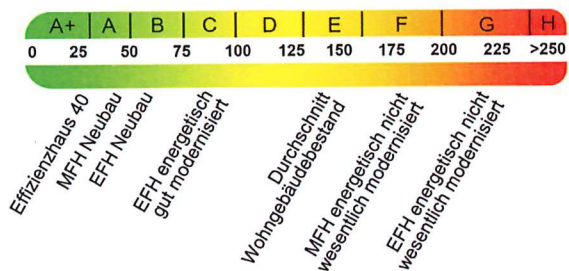 A+ A B C D E F G H
0 25 50 75 100 125 150 175 200 225 >250
Effizienzhaus 40
MFH Neubau
EFH Neubau
EFH energetisch
gut modernisiert
Durchschnitt
Wohngebäudebestand
MFH energetisch nicht
wesentlich modernisiert
EFH energetisch nicht
wesentlich modernisiert